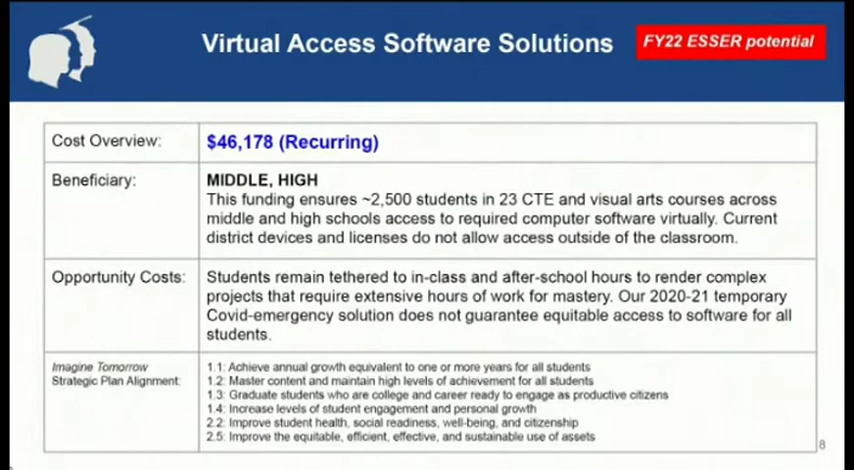 Virtual Access Software Solutions
FY22 ESSER potential
Cost Overview:
$46,178 (Recurring)
Beneficiary:
MIDDLE, HIGH
This funding ensures ~2,500 students in 23 CTE and visual arts courses across
middle and high schools access to required computer software virtually. Current
district devices and licenses do not allow access outside of the classroom.
Opportunity Costs:
Students remain tethered to in-class and after-school hours to render complex
projects that require extensive hours of work for mastery. Our 2020-21 temporary
Covid-emergency solution does not guarantee equitable access to software for all
students.
Imagine Tomorrow
Strategic Plan Alignment:
1.1: Achieve annual growth equivalent to one or more years for all students
1.2: Master content and maintain high levels of achievement for all students
1.3: Graduate students who are college and career ready to engage as productive citizens
1.4: Increase levels of student engagement and personal growth
2.2: Improve student health, social readiness, well-being, and citizenship
2.5: Improve the equitable, efficient, effective, and sustainable use of assets
8